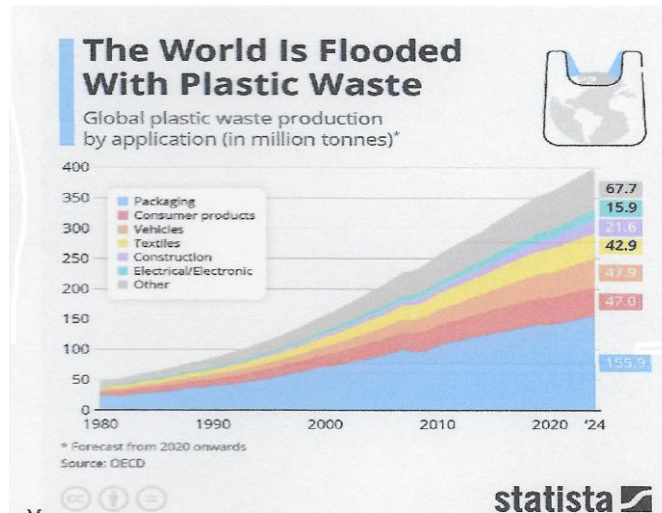 The World Is Flooded
With Plastic Waste
Global plastic waste production
by application (in million tonnes)*
400
350
300
250
200
150
100
50
0
Packaging
Consumer products
Vehicles
Textiles
Construction
Electrical/Electronic
Other
67.7
15.9
21.6
42.9
47.9
47.0
155.9
1980 1990 2000 2010 2020 '24
* Forecast from 2020 onwards
Source: OECD
cc
statista